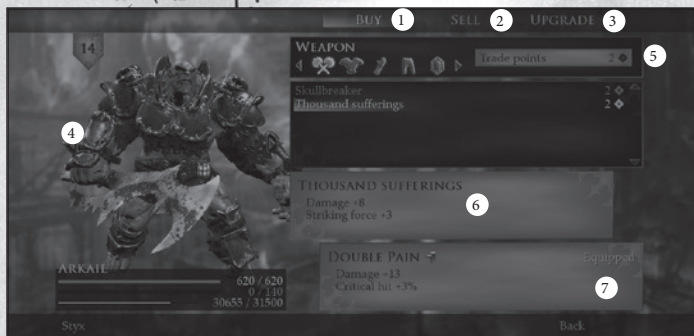 BUY 1 SELL 2 UPGRADE 3
14
WEAPON
Trade points 2 5
Skullbreaker 2
Thousand sufferings 2
4
THOUSAND SUFFERINGS
Damage +8
Striking force +3
6
DOUBLE PAIN Equipped
Damage +13
Critical hit +3%
7
ARKAIL
620 / 620
0 / 140
30655 / 31500
Styx Back